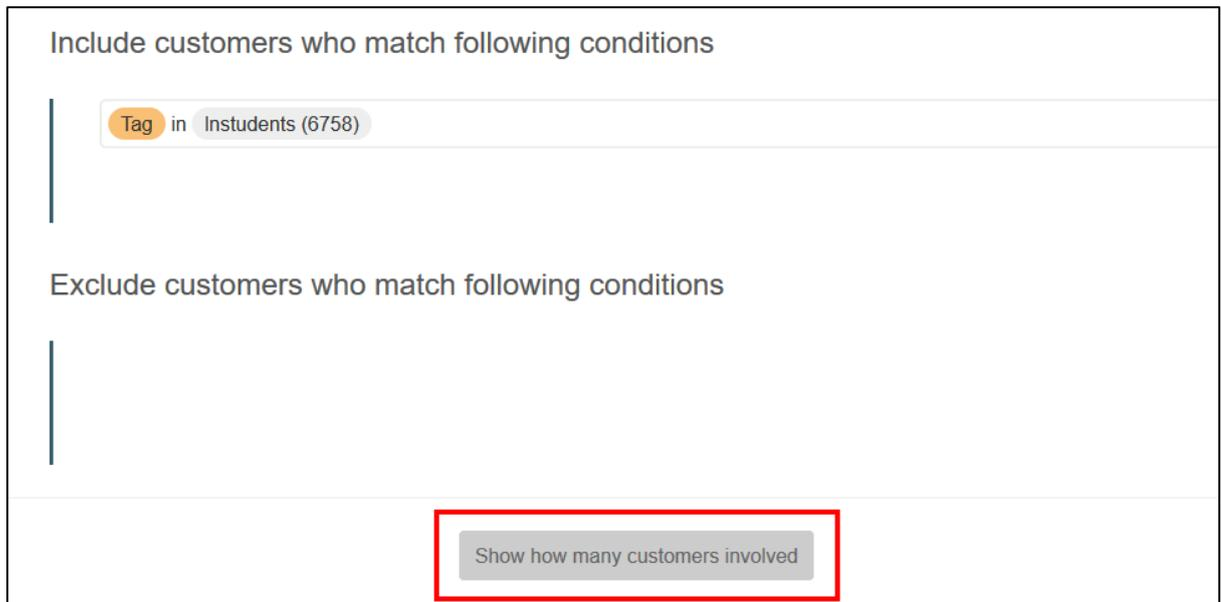 Include customers who match following conditions
Tag in Instudents (6758)
Exclude customers who match following conditions
Show how many customers involved